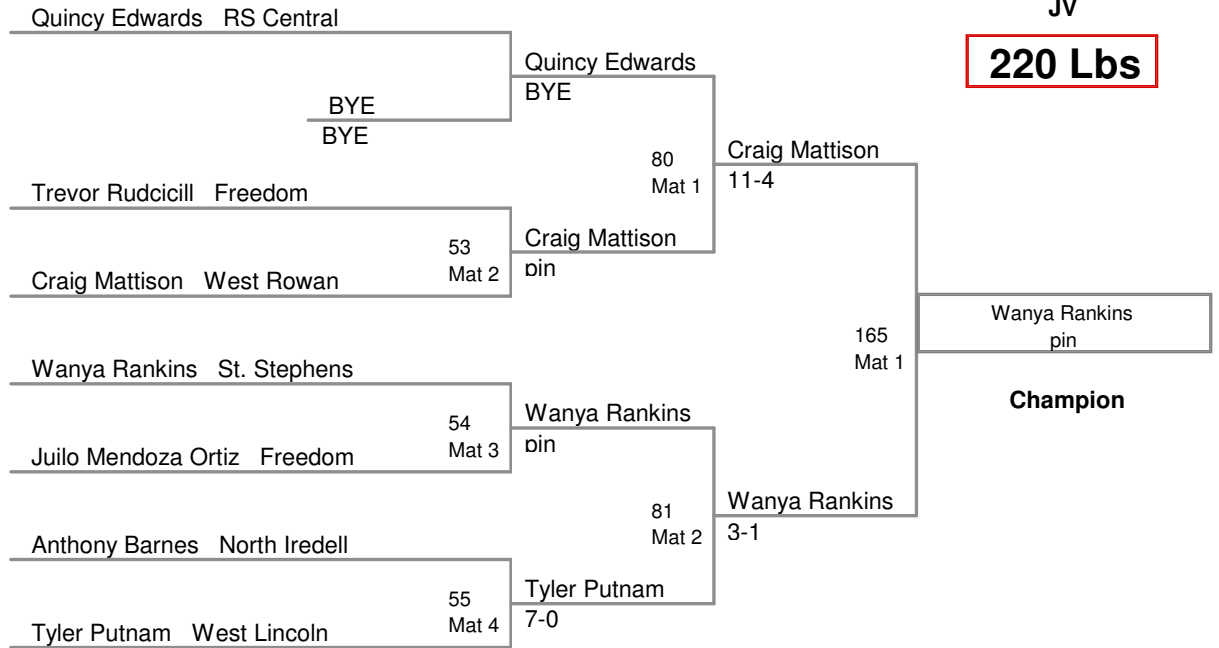 JV
220 Lbs
Quincy Edwards RS Central
Quincy Edwards
BYE
BYE
BYE
80
Mat 1
Craig Mattison
11-4
Trevor Rudcicill Freedom
53
Mat 2
Craig Mattison
pin
Craig Mattison West Rowan
165
Mat 1
Wanya Rankins
pin
Champion
Wanya Rankins St. Stephens
54
Mat 3
Wanya Rankins
pin
Juilo Mendoza Ortiz Freedom
81
Mat 2
Wanya Rankins
3-1
Anthony Barnes North Iredell
55
Mat 4
Tyler Putnam
7-0
Tyler Putnam West Lincoln